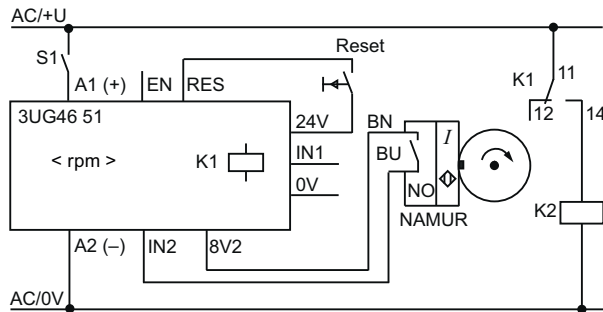 AC/+U
Reset
S1
A1 (+)
EN
RES
K1
11
12
14
3UG46 51
24V
BN
I
< rpm >
K1
IN1
BU
0V
NO
NAMUR
K2
A2 (–)
IN2
8V2
AC/0V